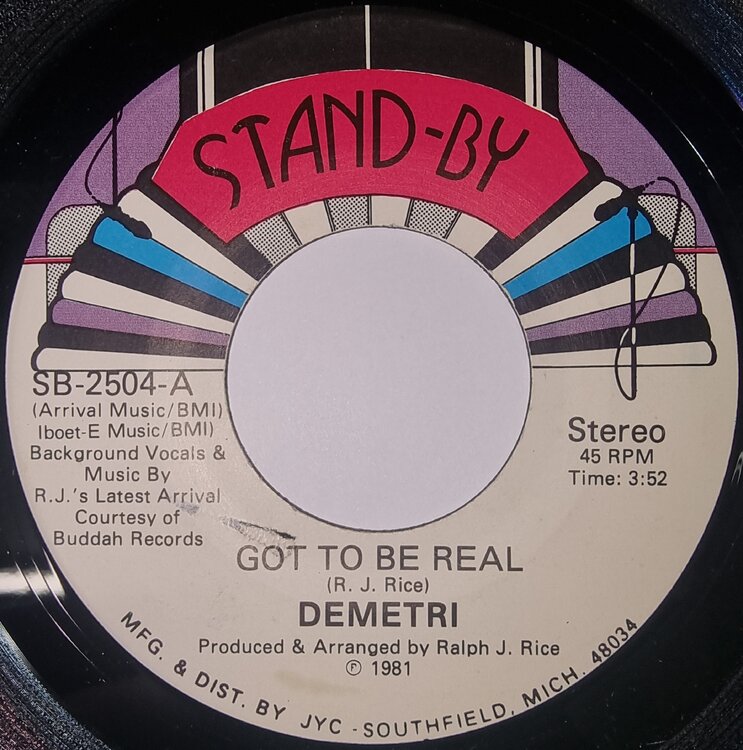 STAND-BY
SB-2504-A
(Arrival Music/BMI)
Iboet-E Music/BMI)
Background Vocals &
Music By
R.J.'s Latest Arrival
Courtesy of
Buddah Records
Stereo
45 RPM
Time: 3:52
GOT TO BE REAL
(R. J. Rice)
DEMETRI
Produced & Arranged by Ralph J. Rice
℗ 1981
MFG. & DIST. BY JYC - SOUTHFIELD, MICH. 48034